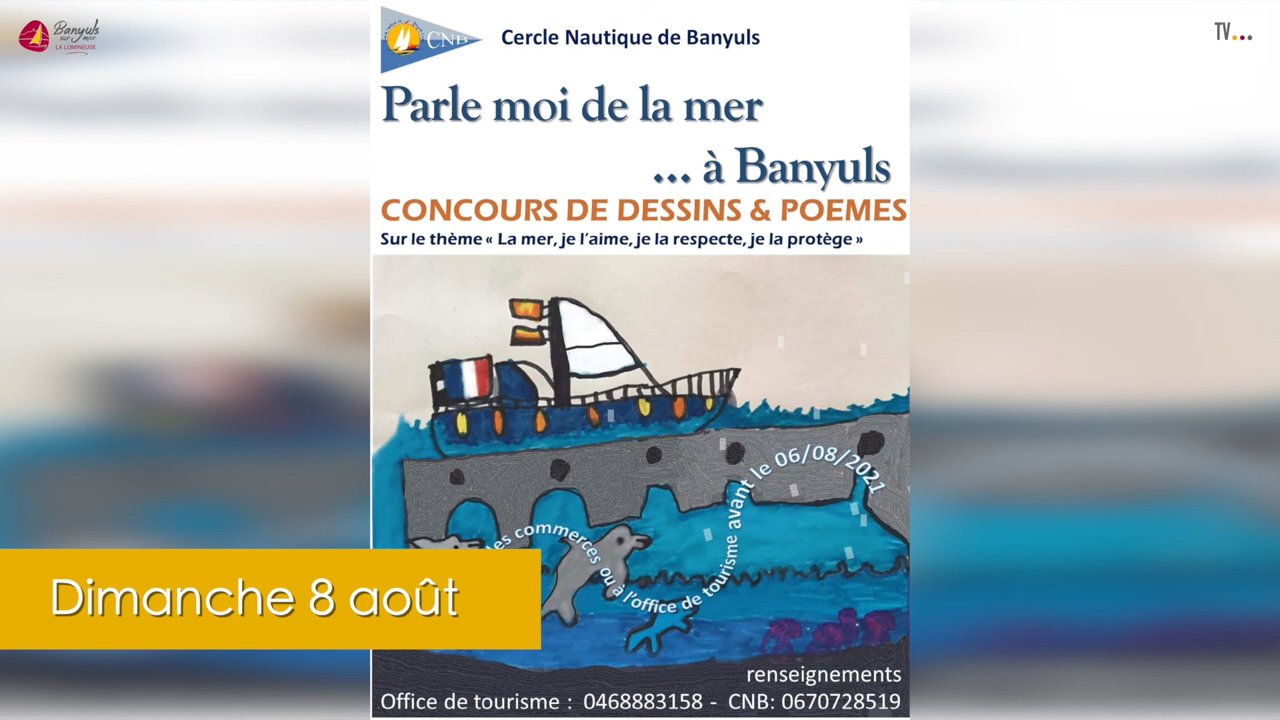 Banyuls
sur mer
LA LUMINEUSE
TV...
CNB
Cercle Nautique de Banyuls
Parle moi de la mer
... à Banyuls
CONCOURS DE DESSINS & POEMES
Sur le thème « La mer, je l'aime, je la respecte, je la protège »
les commerces ou à l'office de tourisme avant le 06/08/2021
Dimanche 8 août
renseignements
Office de tourisme : 0468883158 - CNB: 0670728519